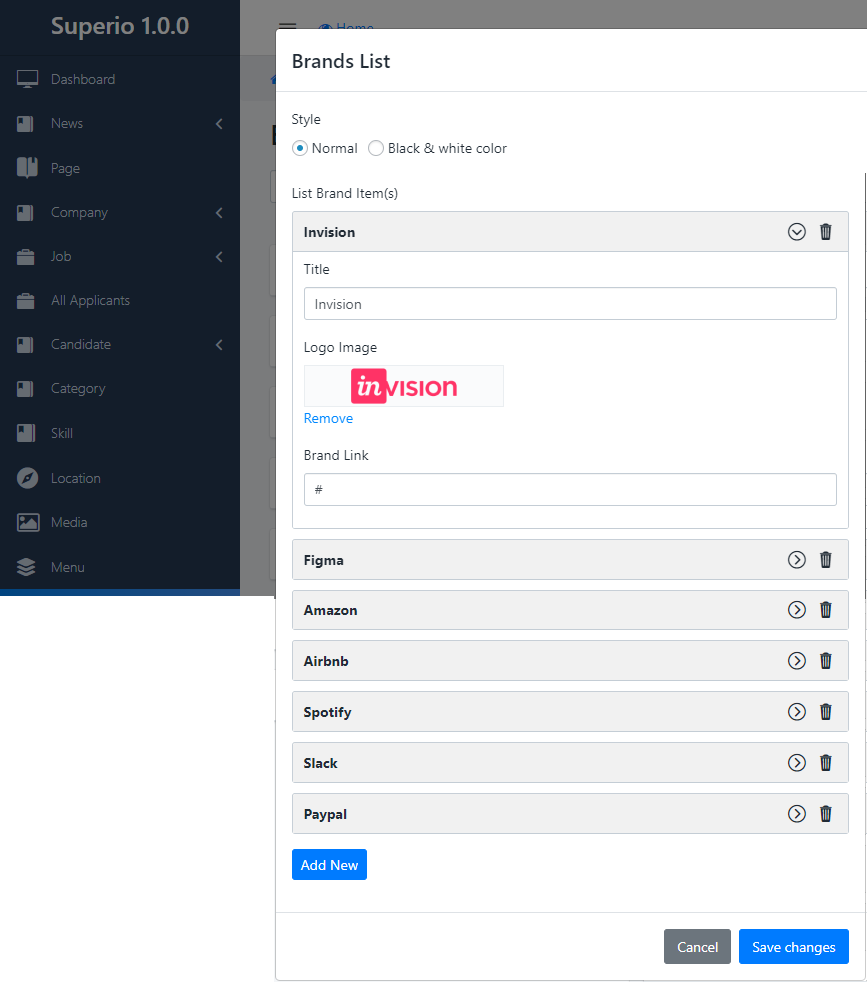 Superio 1.0.0
Dashboard
News
Page
Company
Job
All Applicants
Candidate
Category
Skill
Location
Media
Menu
Home
Brands List
Style
Normal Black & white color
List Brand Item(s)
Invision
Title
Invision
Logo Image
invision
Remove
Brand Link
#
Figma
Amazon
Airbnb
Spotify
Slack
Paypal
Add New
Cancel Save changes